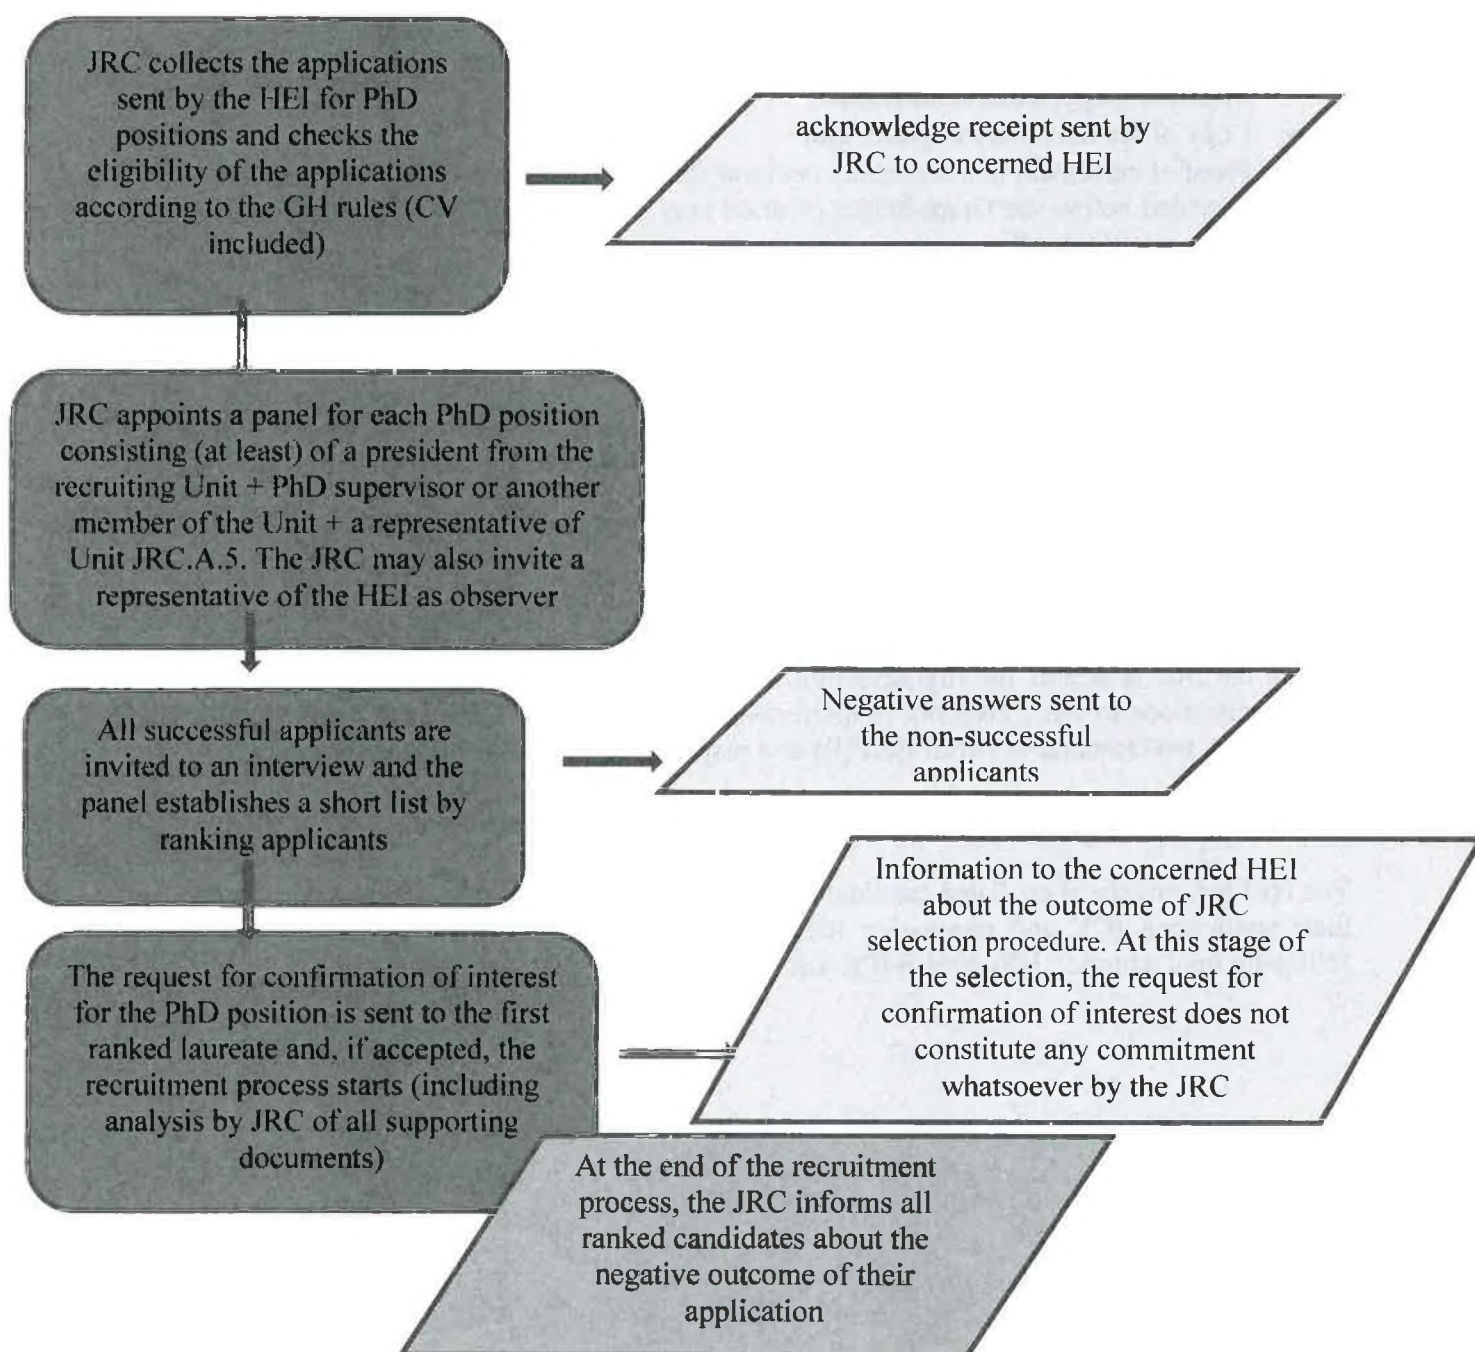 JRC collects the applications
sent by the HEI for PhD
positions and checks the
eligibility of the applications
according to the GH rules (CV
included)
acknowledge receipt sent by
JRC to concerned HEI
JRC appoints a panel for each PhD position
consisting (at least) of a president from the
recruiting Unit + PhD supervisor or another
member of the Unit + a representative of
Unit JRC.A.5. The JRC may also invite a
representative of the HEI as observer
All successful applicants are
invited to an interview and the
panel establishes a short list by
ranking applicants
Negative answers sent to
the non-successful
applicants
The request for confirmation of interest
for the PhD position is sent to the first
ranked laureate and, if accepted, the
recruitment process starts (including
analysis by JRC of all supporting
documents)
Information to the concerned HEI
about the outcome of JRC
selection procedure. At this stage of
the selection, the request for
confirmation of interest does not
constitute any commitment
whatsoever by the JRC
At the end of the recruitment
process, the JRC informs all
ranked candidates about the
negative outcome of their
application